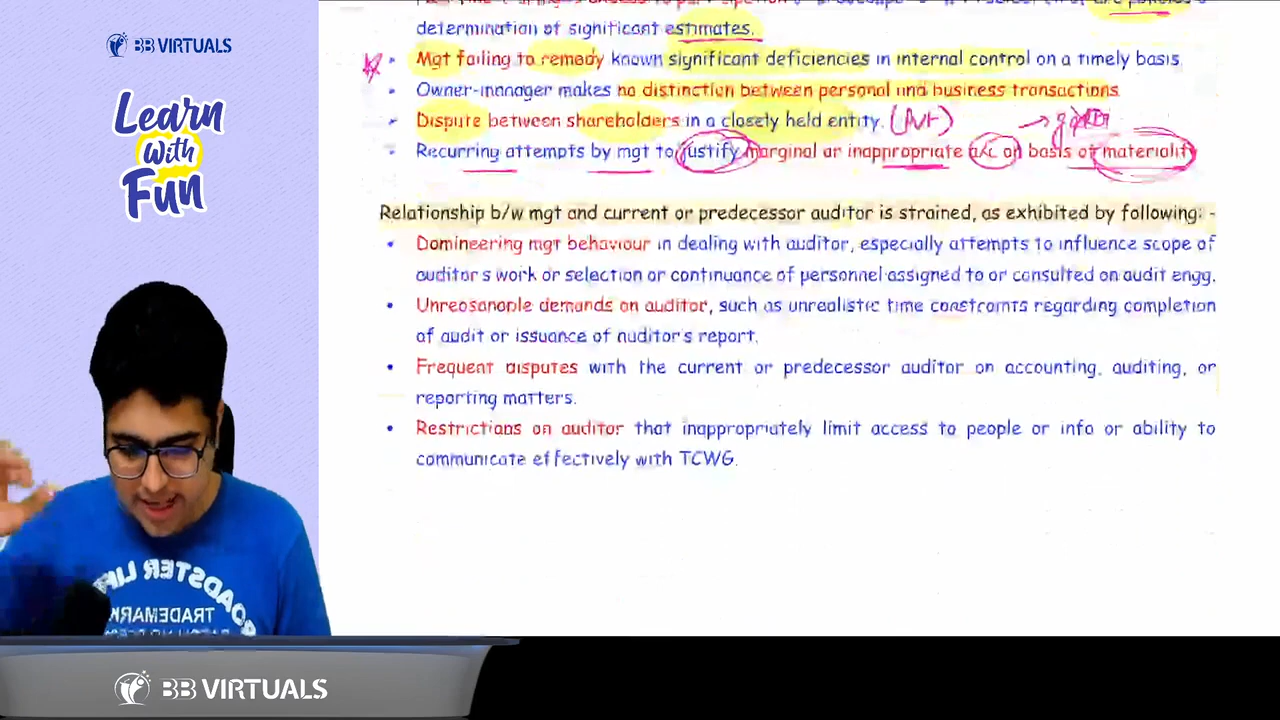 BB VIRTUALS
Learn
With
Fun
determination of significant estimates.
• Mgt failing to remedy known significant deficiencies in internal control on a timely basis.
• Owner-manager makes no distinction between personal and business transactions
• Dispute between shareholders in a closely held entity. (Pvt)
• Recurring attempts by mgt to justify marginal or inappropriate a/c on basis of materiality
Relationship b/w mgt and current or predecessor auditor is strained, as exhibited by following: -
• Domineering mgt behaviour in dealing with auditor, especially attempts to influence scope of
auditor's work or selection or continuance of personnel assigned to or consulted on audit engg.
• Unreasonable demands on auditor, such as unrealistic time constraints regarding completion
of audit or issuance of auditor's report.
• Frequent disputes with the current or predecessor auditor on accounting, auditing, or
reporting matters.
• Restrictions on auditor that inappropriately limit access to people or info or ability to
communicate effectively with TCWG.
ROADSTER LIF
TRADEMARK
BB VIRTUALS